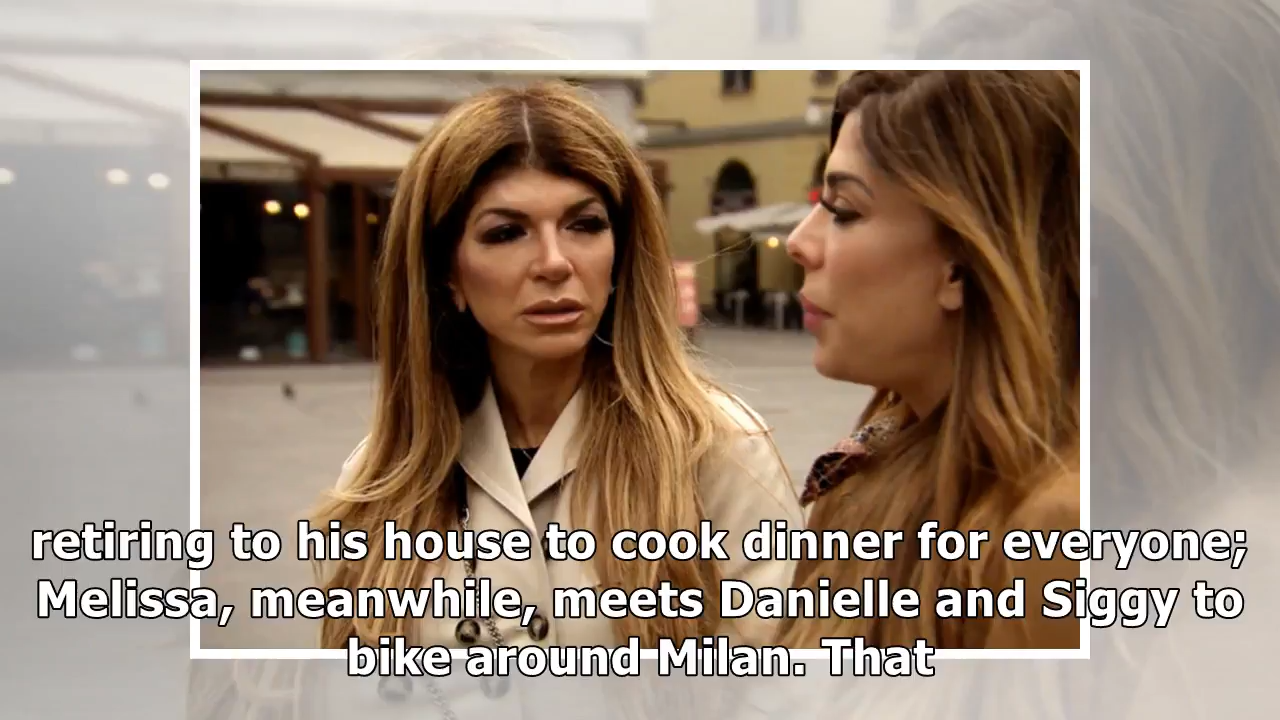 retiring to his house to cook dinner for everyone;
Melissa, meanwhile, meets Danielle and Siggy to
bike around Milan. That